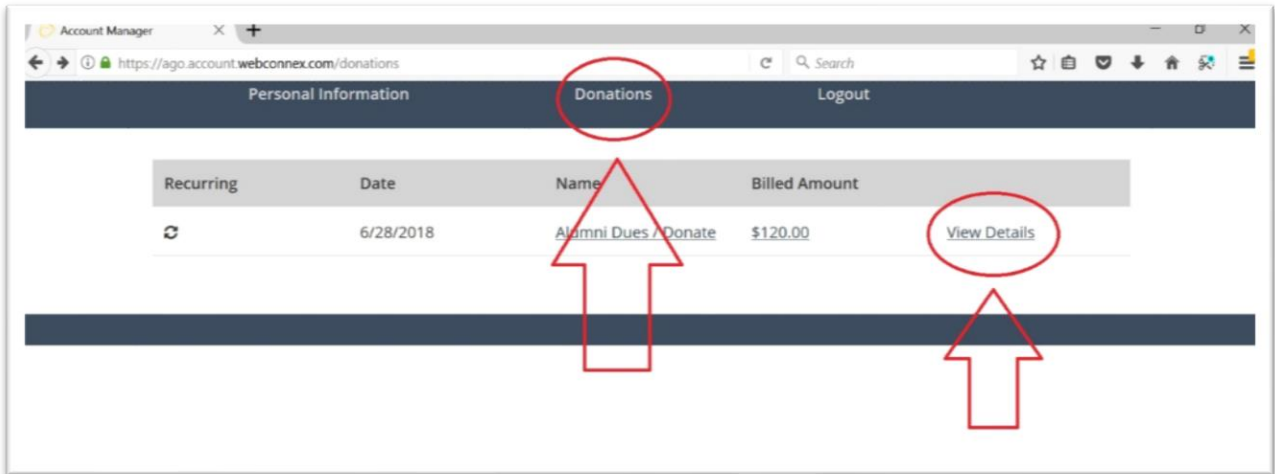 Account Manager
https://ago.account.webconnex.com/donations
Search
Personal Information Donations Logout
Recurring Date Name Billed Amount
6/28/2018 Alumni Dues / Donate $120.00 View Details